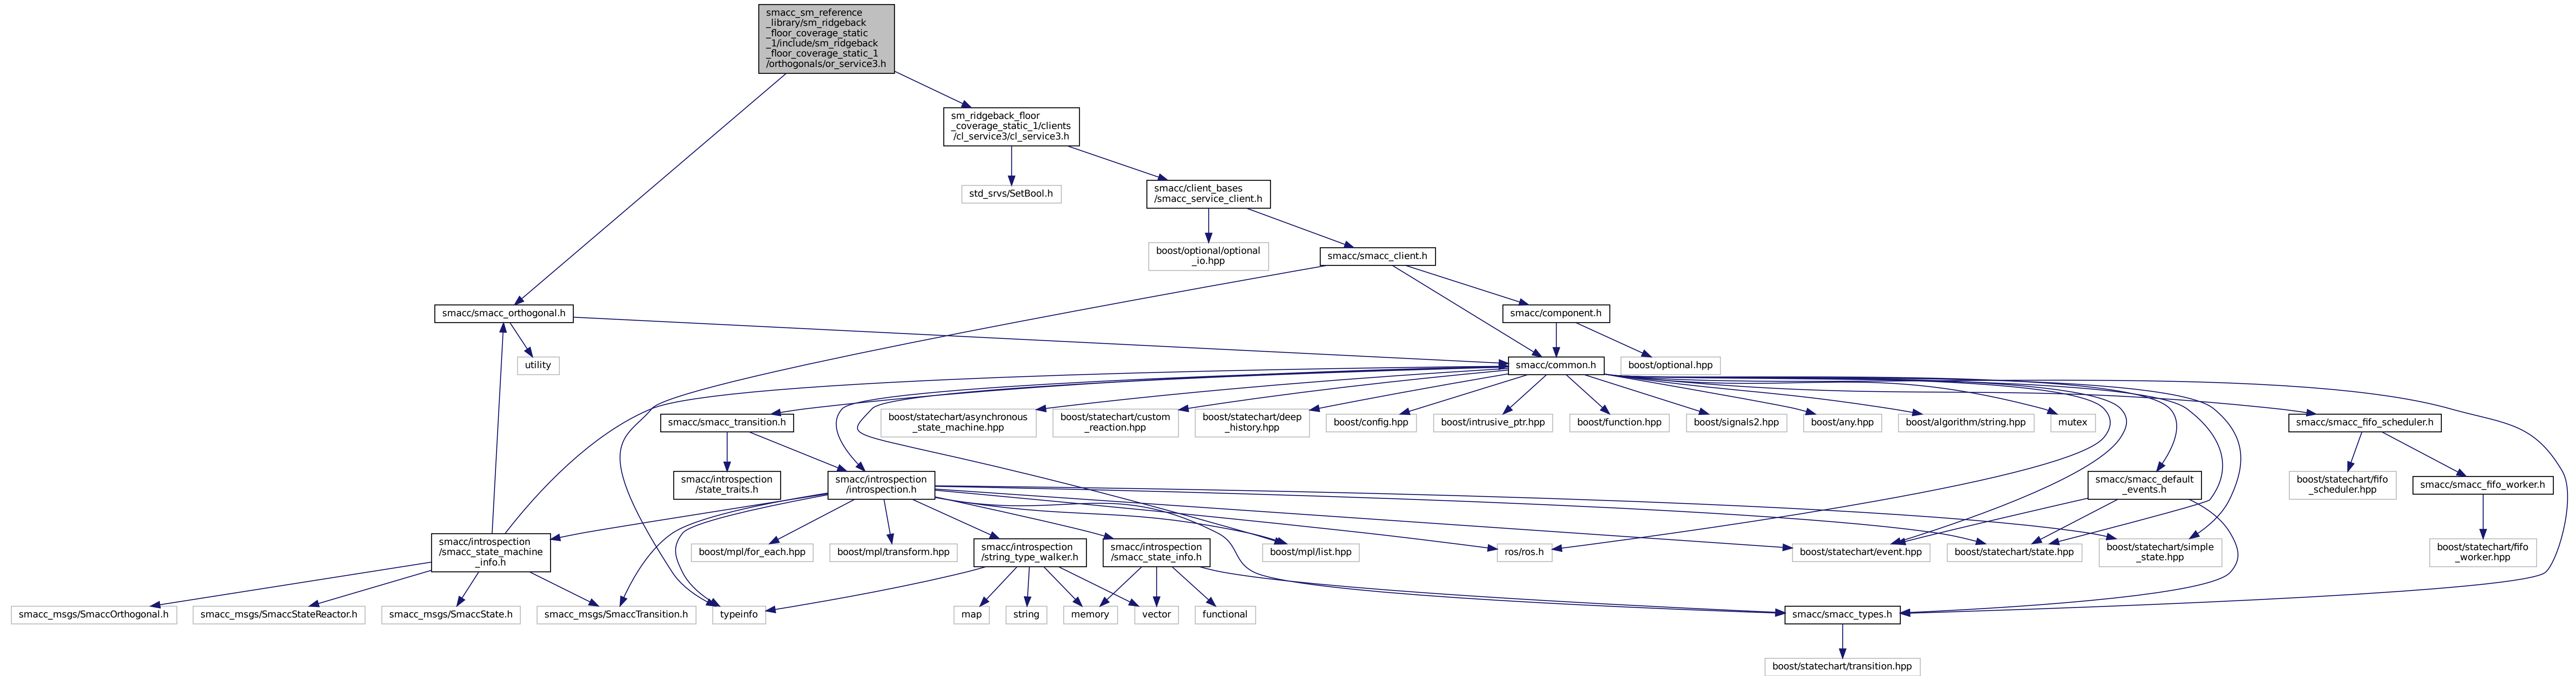 smacc_sm_reference
_library/sm_ridgeback
_floor_coverage_static
_1/include/sm_ridgeback
_floor_coverage_static_1
/orthogonals/or_service3.h
sm_ridgeback_floor
_coverage_static_1/clients
/cl_service3/cl_service3.h
std_srvs/SetBool.h
smacc/client_bases
/smacc_service_client.h
boost/optional/optional
_io.hpp
smacc/smacc_client.h
smacc/smacc_orthogonal.h
smacc/component.h
utility
smacc/common.h
boost/optional.hpp
smacc/smacc_transition.h
boost/statechart/asynchronous
_state_machine.hpp
boost/statechart/custom
_reaction.hpp
boost/statechart/deep
_history.hpp
boost/config.hpp
boost/intrusive_ptr.hpp
boost/function.hpp
boost/signals2.hpp
boost/any.hpp
boost/algorithm/string.hpp
mutex
smacc/smacc_fifo_scheduler.h
smacc/introspection
/state_traits.h
smacc/introspection
/introspection.h
smacc/smacc_default
_events.h
boost/statechart/fifo
_scheduler.hpp
smacc/smacc_fifo_worker.h
smacc/introspection
/smacc_state_machine
_info.h
boost/mpl/for_each.hpp
boost/mpl/transform.hpp
smacc/introspection
/string_type_walker.h
smacc/introspection
/smacc_state_info.h
boost/mpl/list.hpp
ros/ros.h
boost/statechart/event.hpp
boost/statechart/state.hpp
boost/statechart/simple
_state.hpp
boost/statechart/fifo
_worker.hpp
smacc_msgs/SmaccOrthogonal.h
smacc_msgs/SmaccStateReactor.h
smacc_msgs/SmaccState.h
smacc_msgs/SmaccTransition.h
typeinfo
map
string
memory
vector
functional
smacc/smacc_types.h
boost/statechart/transition.hpp